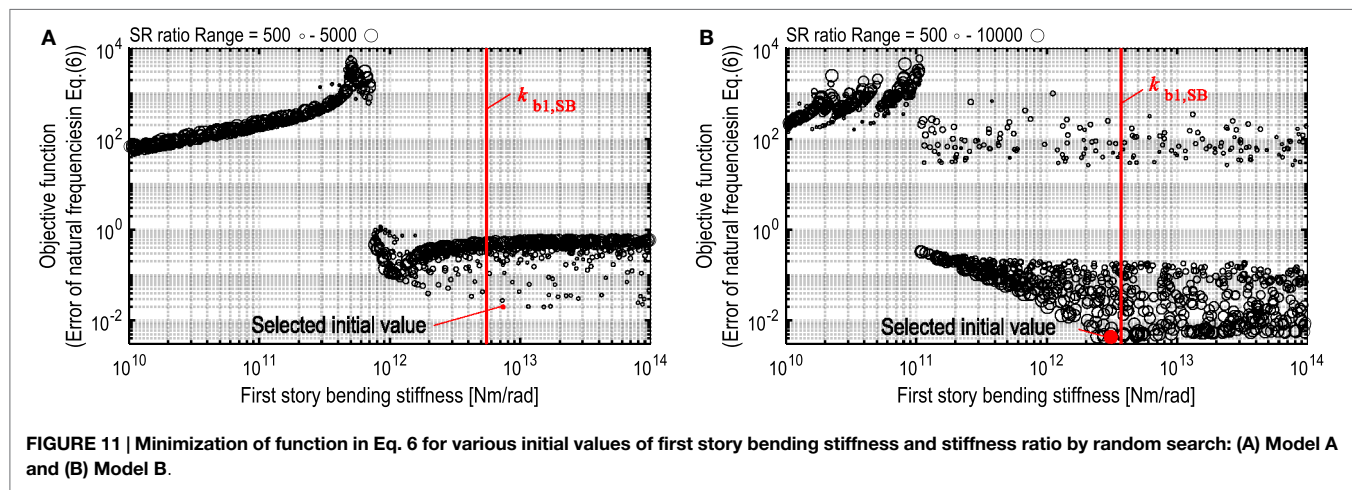 A
SR ratio Range = 500 - 5000
10^4
10^2
10^0
10^-2
Objective function
(Error of natural frequenciesin Eq.(6))
k b1,SB
Selected initial value
10^10 10^11 10^12 10^13 10^14
First story bending stiffness [Nm/rad]
B
SR ratio Range = 500 - 10000
10^4
10^2
10^0
10^-2
Objective function
(Error of natural frequenciesin Eq.(6))
k b1,SB
Selected initial value
10^10 10^11 10^12 10^13 10^14
First story bending stiffness [Nm/rad]
FIGURE 11 | Minimization of function in Eq. 6 for various initial values of first story bending stiffness and stiffness ratio by random search: (A) Model A
and (B) Model B.